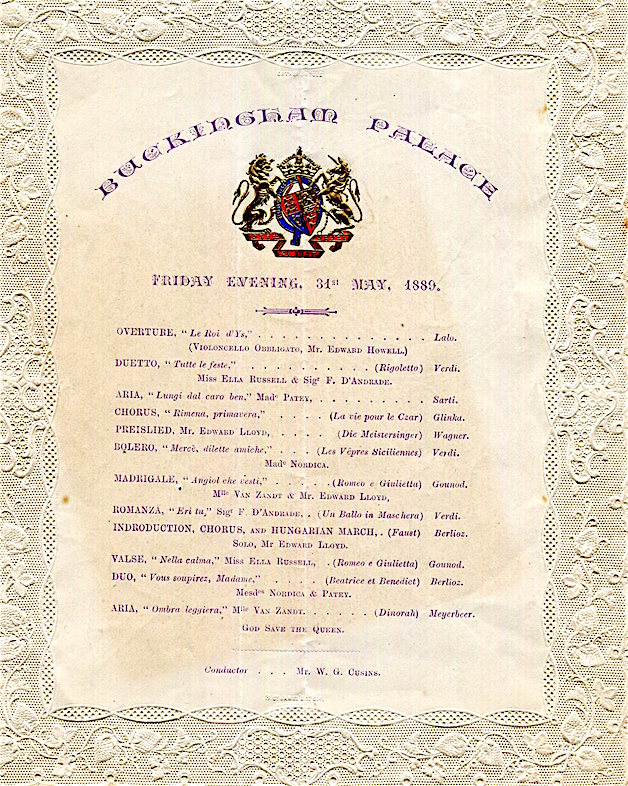 BUCKINGHAM PALACE
FRIDAY EVENING, 31st MAY, 1889.
OVERTURE, "Le Roi d'Ys," . . . . . . . . . . . . . . . . Lalo.
(Violoncello Obbligato, Mr. Edward Howell.)
DUETTO, "Tutte le feste," . . . . . . . . . (Rigoletto) Verdi.
Miss Ella Russell & Sigr F. D'Andrade.
ARIA, "Lungi dal caro ben," Made Patey, . . . . . . . . . Sarti.
CHORUS, "Rimena, primavera," . . . . (La vie pour le Czar) Glinka.
PREISLIED, Mr. Edward Lloyd, . . . . . (Die Meistersinger) Wagner.
BOLERO, "Mercè, dilette amiche," . . . (Les Vêpres Siciliennes) Verdi.
Made Nordica.
MADRIGALE, "Angiol che vesti," . . . . . . (Romeo e Giulietta) Gounod.
Mlle Van Zandt & Mr. Edward Lloyd,
ROMANZA, "Eri tu," Sigr F. D'Andrade, . (Un Ballo in Maschera) Verdi.
INDRODUCTION, CHORUS, and HUNGARIAN MARCH, . (Faust) Berlioz.
Solo, Mr Edward Lloyd.
VALSE, "Nella calma," Miss Ella Russell, . (Romeo e Giulietta) Gounod.
DUO, "Vous soupirez, Madame," . . . . . (Beatrice et Benedict) Berlioz.
Mesdes Nordica & Patey.
ARIA, "Ombra leggiera," Mlle Van Zandt. . . . . . . (Dinorah) Meyerbeer.
God Save the Queen.
Conductor . . . Mr. W. G. Cusins.